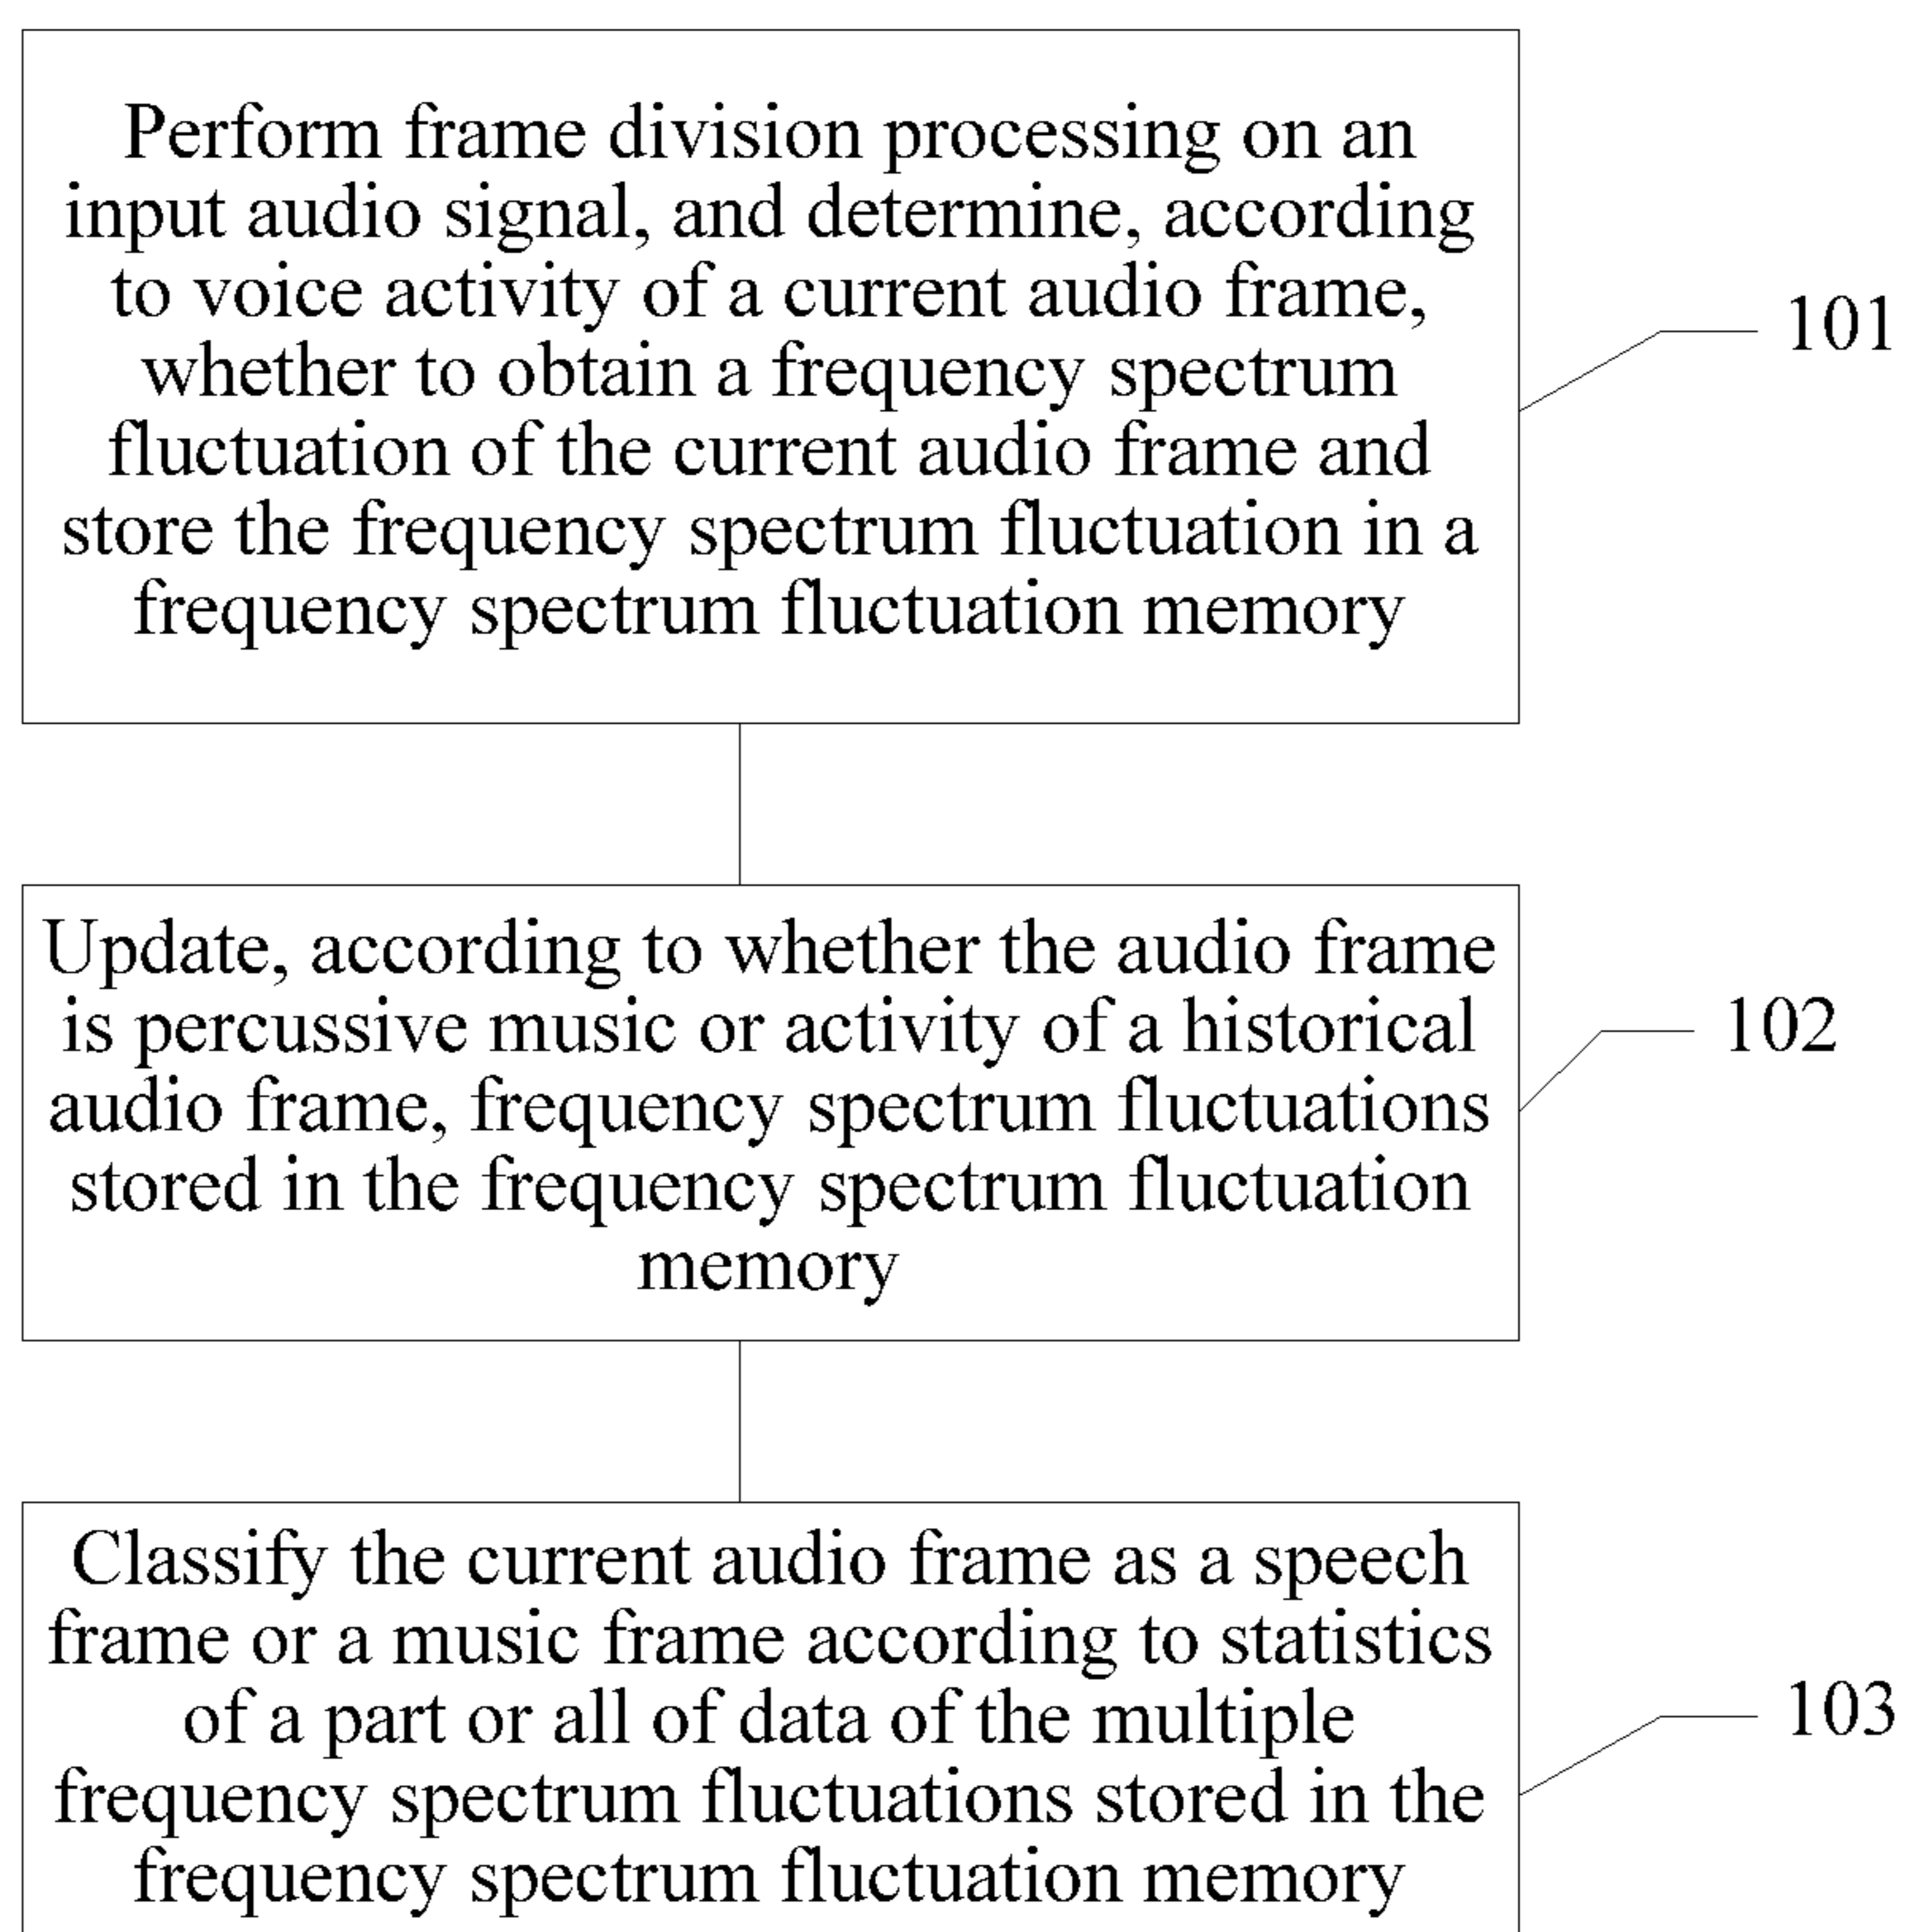 Perform frame division processing on an
input audio signal, and determine, according
to voice activity of a current audio frame,
whether to obtain a frequency spectrum
fluctuation of the current audio frame and
store the frequency spectrum fluctuation in a
frequency spectrum fluctuation memory
101
Update, according to whether the audio frame
is percussive music or activity of a historical
audio frame, frequency spectrum fluctuations
stored in the frequency spectrum fluctuation
memory
102
Classify the current audio frame as a speech
frame or a music frame according to statistics
of a part or all of data of the multiple
frequency spectrum fluctuations stored in the
frequency spectrum fluctuation memory
103